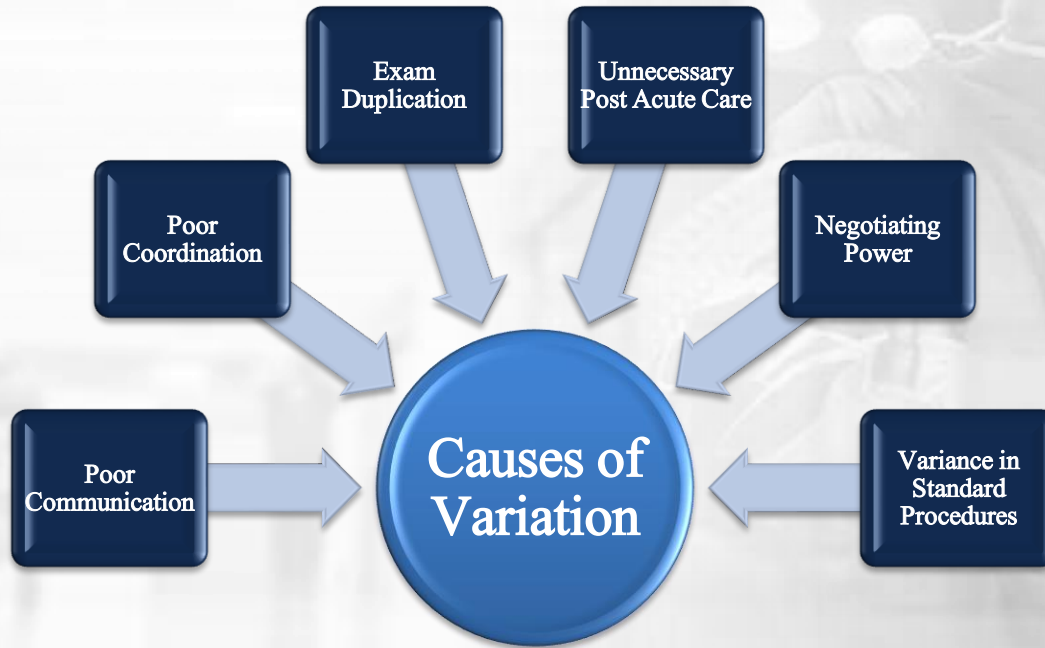 Exam
Duplication
Unnecessary
Post Acute Care
Poor
Coordination
Negotiating
Power
Causes of
Variation
Poor
Communication
Variance in
Standard
Procedures